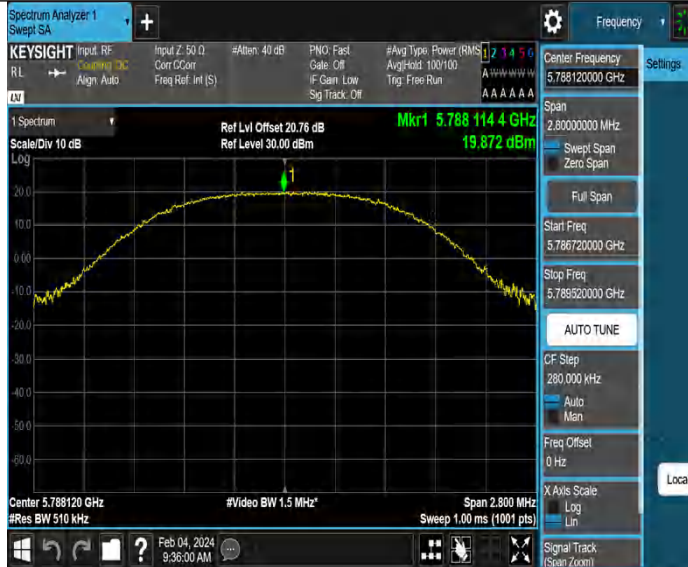 Spectrum Analyzer 1
Swept SA
+
Frequency
KEYSIGHT
RL
LXI
Input: RF
Coupling: DC
Align: Auto
Input Z: 50 Ω
Corr CCorr
Freq Ref: Int (S)
#Atten: 40 dB
PNO: Fast
Gate: Off
IF Gain: Low
Sig Track: Off
#Avg Type: Power (RMS
Avg|Hold: 100/100
Trig: Free Run
1 2 3 4 5 6
A W W W W W
A A A A A A
1 Spectrum
Scale/Div 10 dB
Ref Lvl Offset 20.76 dB
Ref Level 30.00 dBm
Mkr1 5.788 114 4 GHz
19.872 dBm
Log
1
20.0
10.0
0.00
-10.0
-20.0
-30.0
-40.0
-50.0
-60.0
Center 5.788120 GHz
#Res BW 510 kHz
#Video BW 1.5 MHz*
Span 2.800 MHz
Sweep 1.00 ms (1001 pts)
?
Feb 04, 2024
9:36:00 AM
Center Frequency
5.788120000 GHz
Settings
Span
2.80000000 MHz
Swept Span
Zero Span
Full Span
Start Freq
5.786720000 GHz
Stop Freq
5.789520000 GHz
AUTO TUNE
CF Step
280.000 kHz
Auto
Man
Freq Offset
0 Hz
X Axis Scale
Log
Lin
Local
Signal Track
(Span Zoom)